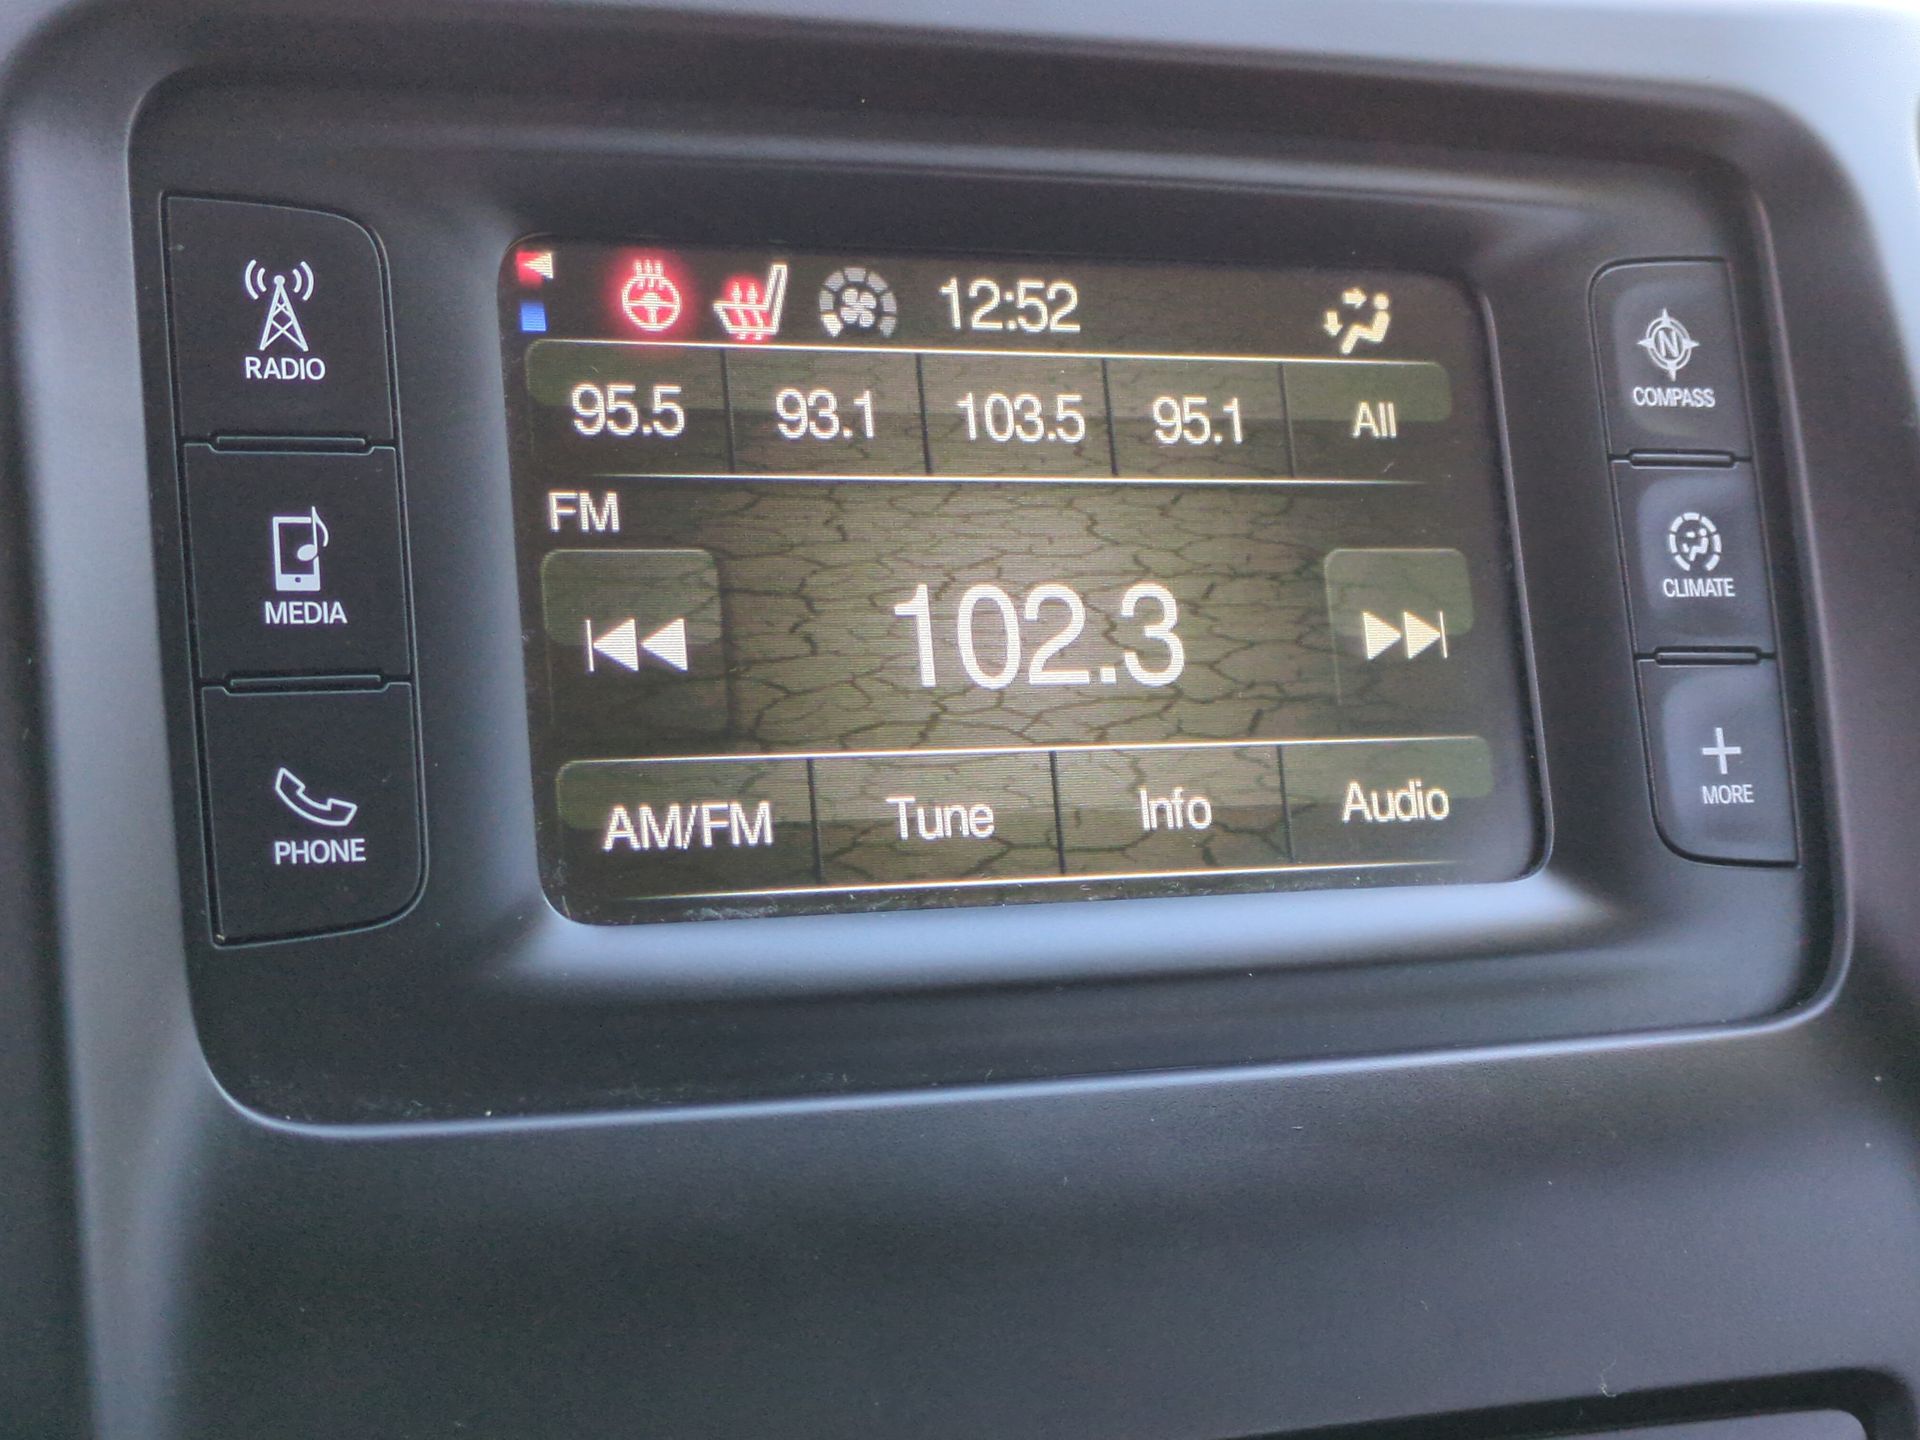 12:52
95.5 93.1 103.5 95.1 All
FM
102.3
AM/FM Tune Info Audio
RADIO
MEDIA
PHONE
N
COMPASS
CLIMATE
MORE